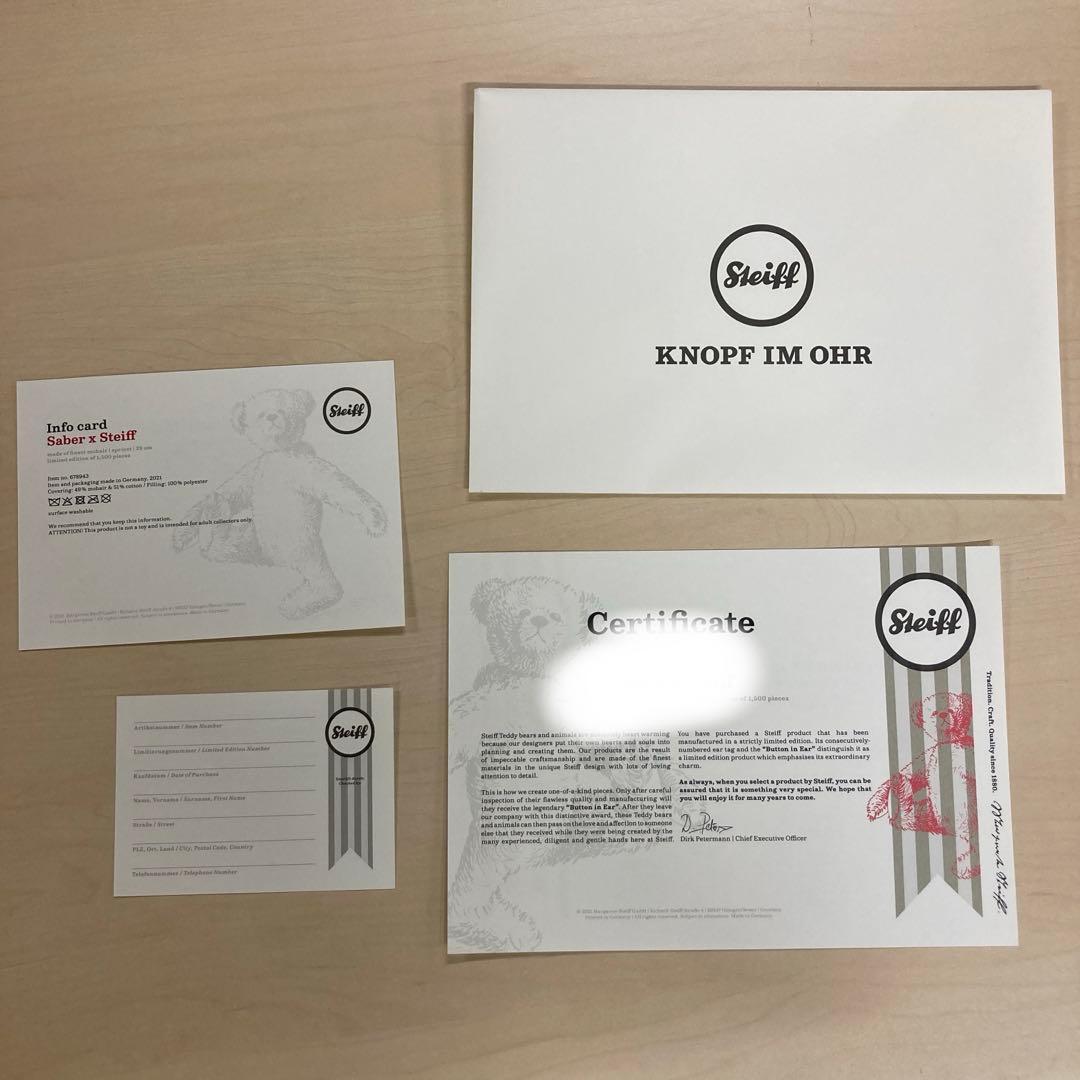 Steiff
KNOPF IM OHR
Info card
Saber x Steiff
made of finest mohair | apricot | 29 cm
limited edition of 1,500 pieces
Item no. 678943
Item and packaging made in Germany, 2021
Covering: 49% mohair & 51% cotton / Filling: 100% polyester
surface washable
We recommend that you keep this information.
ATTENTION! This product is not a toy and is intended for adult collectors only.
Steiff
Certificate
of 1,500 pieces
Steiff Teddy bears and animals are heart warming
because our designers put their own hearts and souls into
planning and creating them. Our products are the result
of impeccable craftsmanship and are made of the finest
materials in the unique Steiff design with lots of loving
attention to detail.
This is how we create one-of-a-kind pieces. Only after careful
inspection of their flawless quality and manufacturing will
they receive the legendary "Button in Ear". After they leave
our company with this distinctive award, these Teddy bears
and animals can then pass on the love and affection to someone
else that they received while they were being created by the
many experienced, diligent and gentle hands here at Steiff.
You have purchased a Steiff product that has been
manufactured in a strictly limited edition. Its consecutively-
numbered ear tag and the "Button in Ear" distinguish it as
a limited edition product which emphasises its extraordinary
charm.
As always, when you select a product by Steiff, you can be
assured that it is something very special. We hope that
you will enjoy it for many years to come.
Dirk Petermann | Chief Executive Officer
Steiff
Tradition. Craft. Quality since 1880.
Artikelnummer / Item Number
Limitierungsnummer / Limited Edition Number
Kaufdatum / Date of Purchase
Name, Vorname / Surname, First Name
Straße / Street
PLZ, Ort, Land / City, Postal Code, Country
Telefonnummer / Telephone Number
Steiff